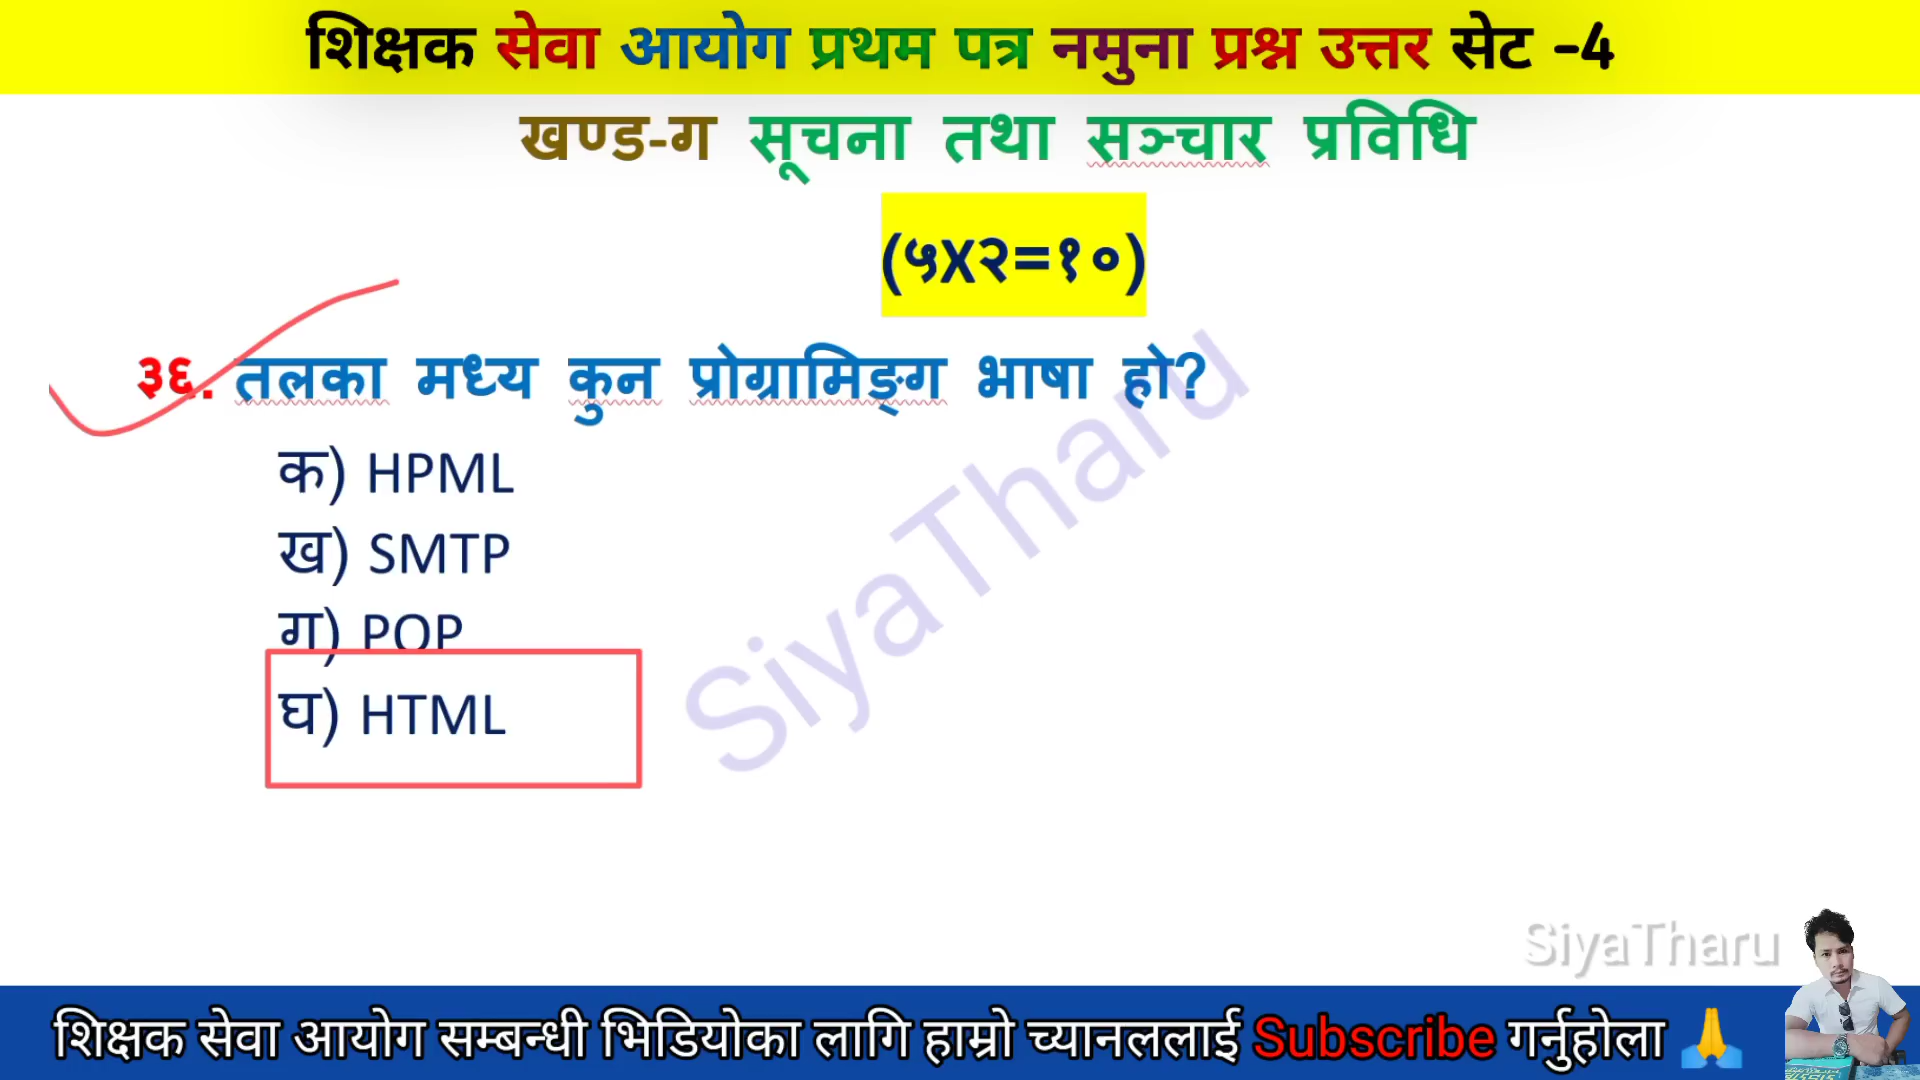 शिक्षक सेवा आयोग प्रथम पत्र नमुना प्रश्न उत्तर सेट -4
खण्ड-ग सूचना तथा सञ्चार प्रविधि
(५X२=१०)
३६. तलका मध्य कुन प्रोग्रामिङ्ग भाषा हो?
क) HPML
ख) SMTP
ग) POP
घ) HTML
SiyaTharu
SiyaTharu
शिक्षक सेवा आयोग सम्बन्धी भिडियोका लागि हाम्रो च्यानललाई Subscribe गर्नुहोला 🙏